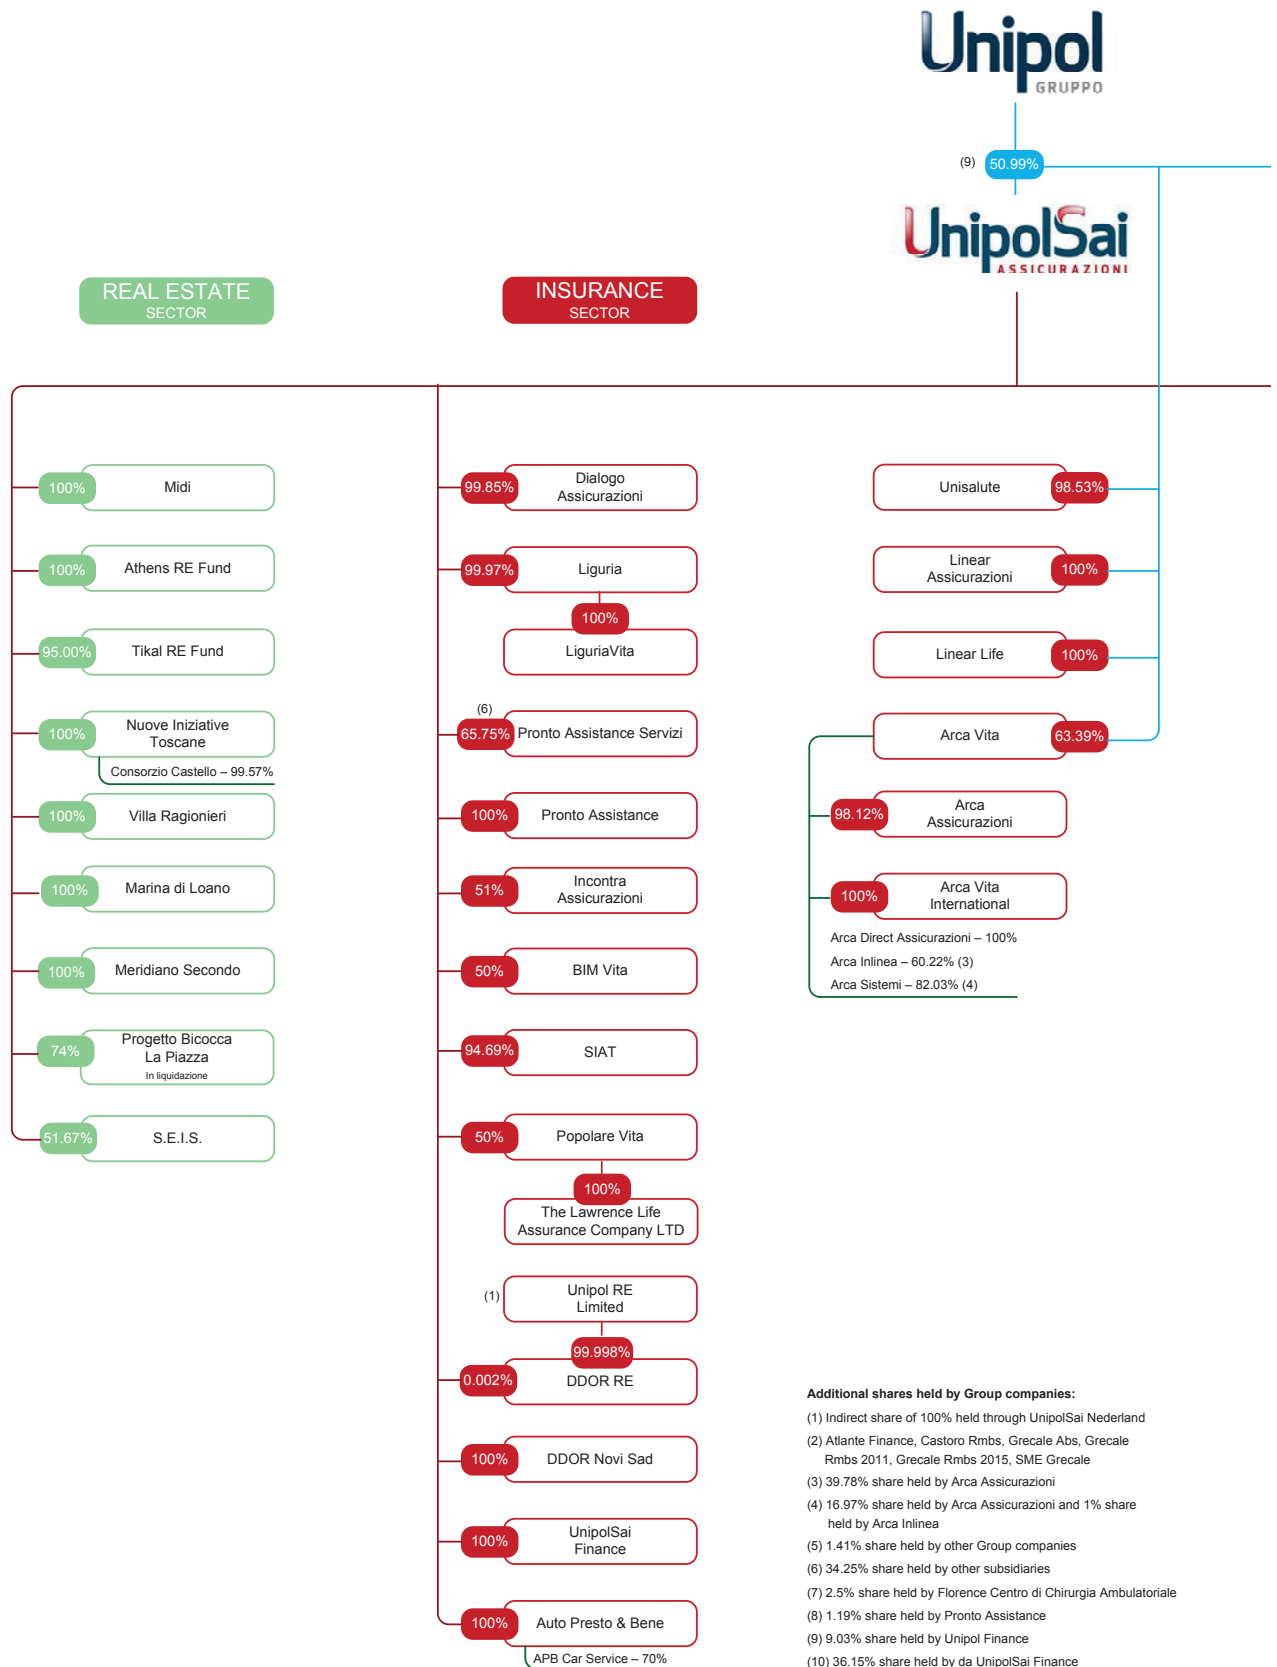 Unipol
GRUPPO
(9) 50.99%
UnipolSai
ASSICURAZIONI
REAL ESTATE
SECTOR
100% Midi
100% Athens RE Fund
95.00% Tikal RE Fund
100% Nuove Iniziative
Toscane
Consorzio Castello – 99.57%
100% Villa Ragionieri
100% Marina di Loano
100% Meridiano Secondo
74% Progetto Bicocca
La Piazza
In liquidazione
51.67% S.E.I.S.
INSURANCE
SECTOR
99.85% Dialogo
Assicurazioni
99.97% Liguria
100%
LiguriaVita
(6)
65.75% Pronto Assistance Servizi
100% Pronto Assistance
51% Incontra
Assicurazioni
50% BIM Vita
94.69% SIAT
50% Popolare Vita
100%
The Lawrence Life
Assurance Company LTD
(1) Unipol RE
Limited
99.998%
0.002% DDOR RE
100% DDOR Novi Sad
100% UnipolSai
Finance
100% Auto Presto & Bene
APB Car Service – 70%
Unisalute 98.53%
Linear
Assicurazioni 100%
Linear Life 100%
Arca Vita 63.39%
98.12% Arca
Assicurazioni
100% Arca Vita
International
Arca Direct Assicurazioni – 100%
Arca Inlinea – 60.22% (3)
Arca Sistemi – 82.03% (4)
Additional shares held by Group companies:
(1) Indirect share of 100% held through UnipolSai Nederland
(2) Atlante Finance, Castoro Rmbs, Grecale Abs, Grecale
Rmbs 2011, Grecale Rmbs 2015, SME Grecale
(3) 39.78% share held by Arca Assicurazioni
(4) 16.97% share held by Arca Assicurazioni and 1% share
held by Arca Inlinea
(5) 1.41% share held by other Group companies
(6) 34.25% share held by other subsidiaries
(7) 2.5% share held by Florence Centro di Chirurgia Ambulatoriale
(8) 1.19% share held by Pronto Assistance
(9) 9.03% share held by Unipol Finance
(10) 36.15% share held by da UnipolSai Finance